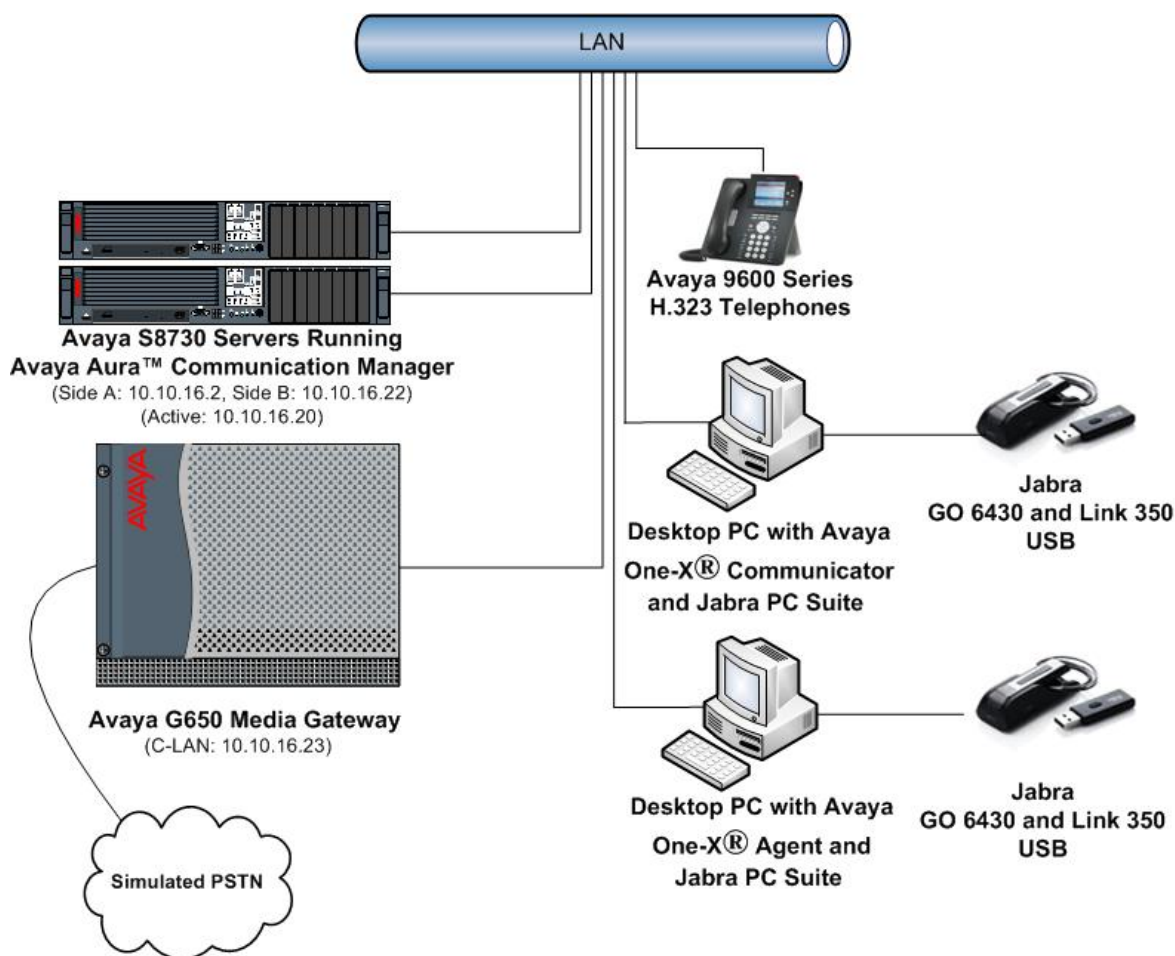 LAN
Avaya 9600 Series
H.323 Telephones
Avaya S8730 Servers Running
Avaya Aura™ Communication Manager
(Side A: 10.10.16.2, Side B: 10.10.16.22)
(Active: 10.10.16.20)
Jabra
GO 6430 and Link 350
USB
Desktop PC with Avaya
One-X® Communicator
and Jabra PC Suite
AVAYA
Avaya G650 Media Gateway
(C-LAN: 10.10.16.23)
Jabra
GO 6430 and Link 350
USB
Desktop PC with Avaya
One-X® Agent and
Jabra PC Suite
Simulated PSTN